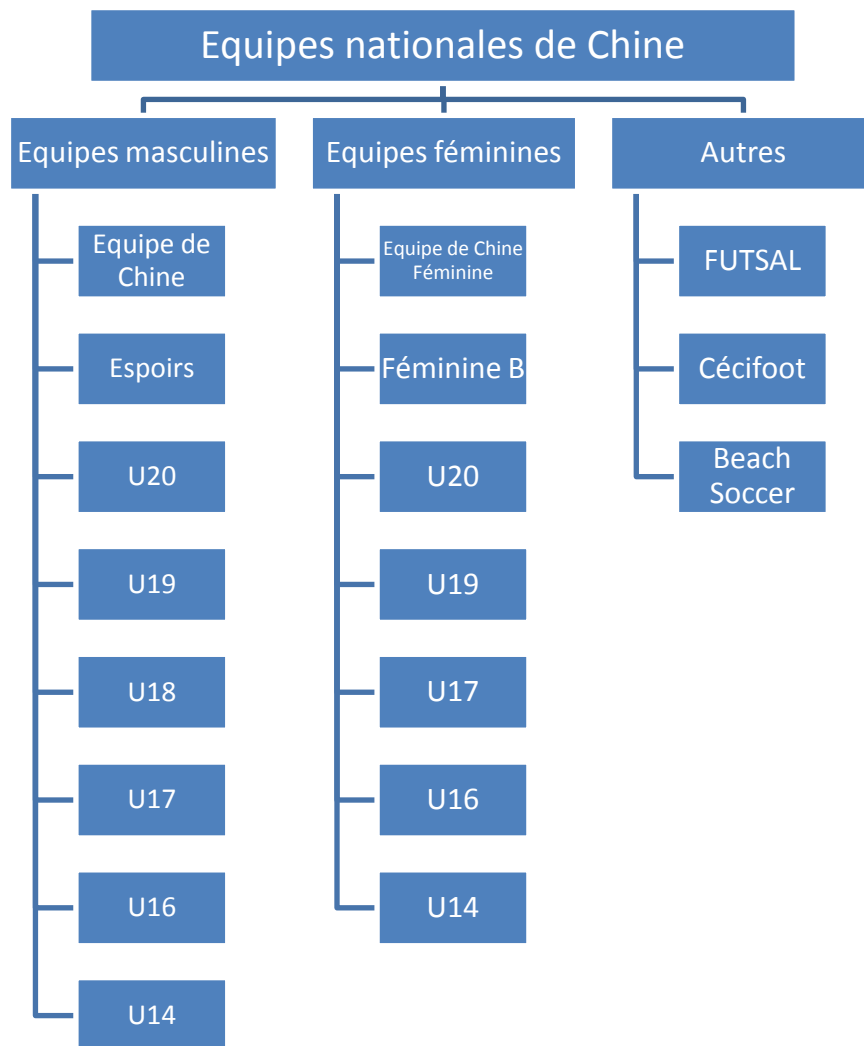 Equipes nationales de Chine
Equipes masculines
Equipe de
Chine
Espoirs
U20
U19
U18
U17
U16
U14
Equipes féminines
Equipe de Chine
Féminine
Féminine B
U20
U19
U17
U16
U14
Autres
FUTSAL
Cécifoot
Beach
Soccer